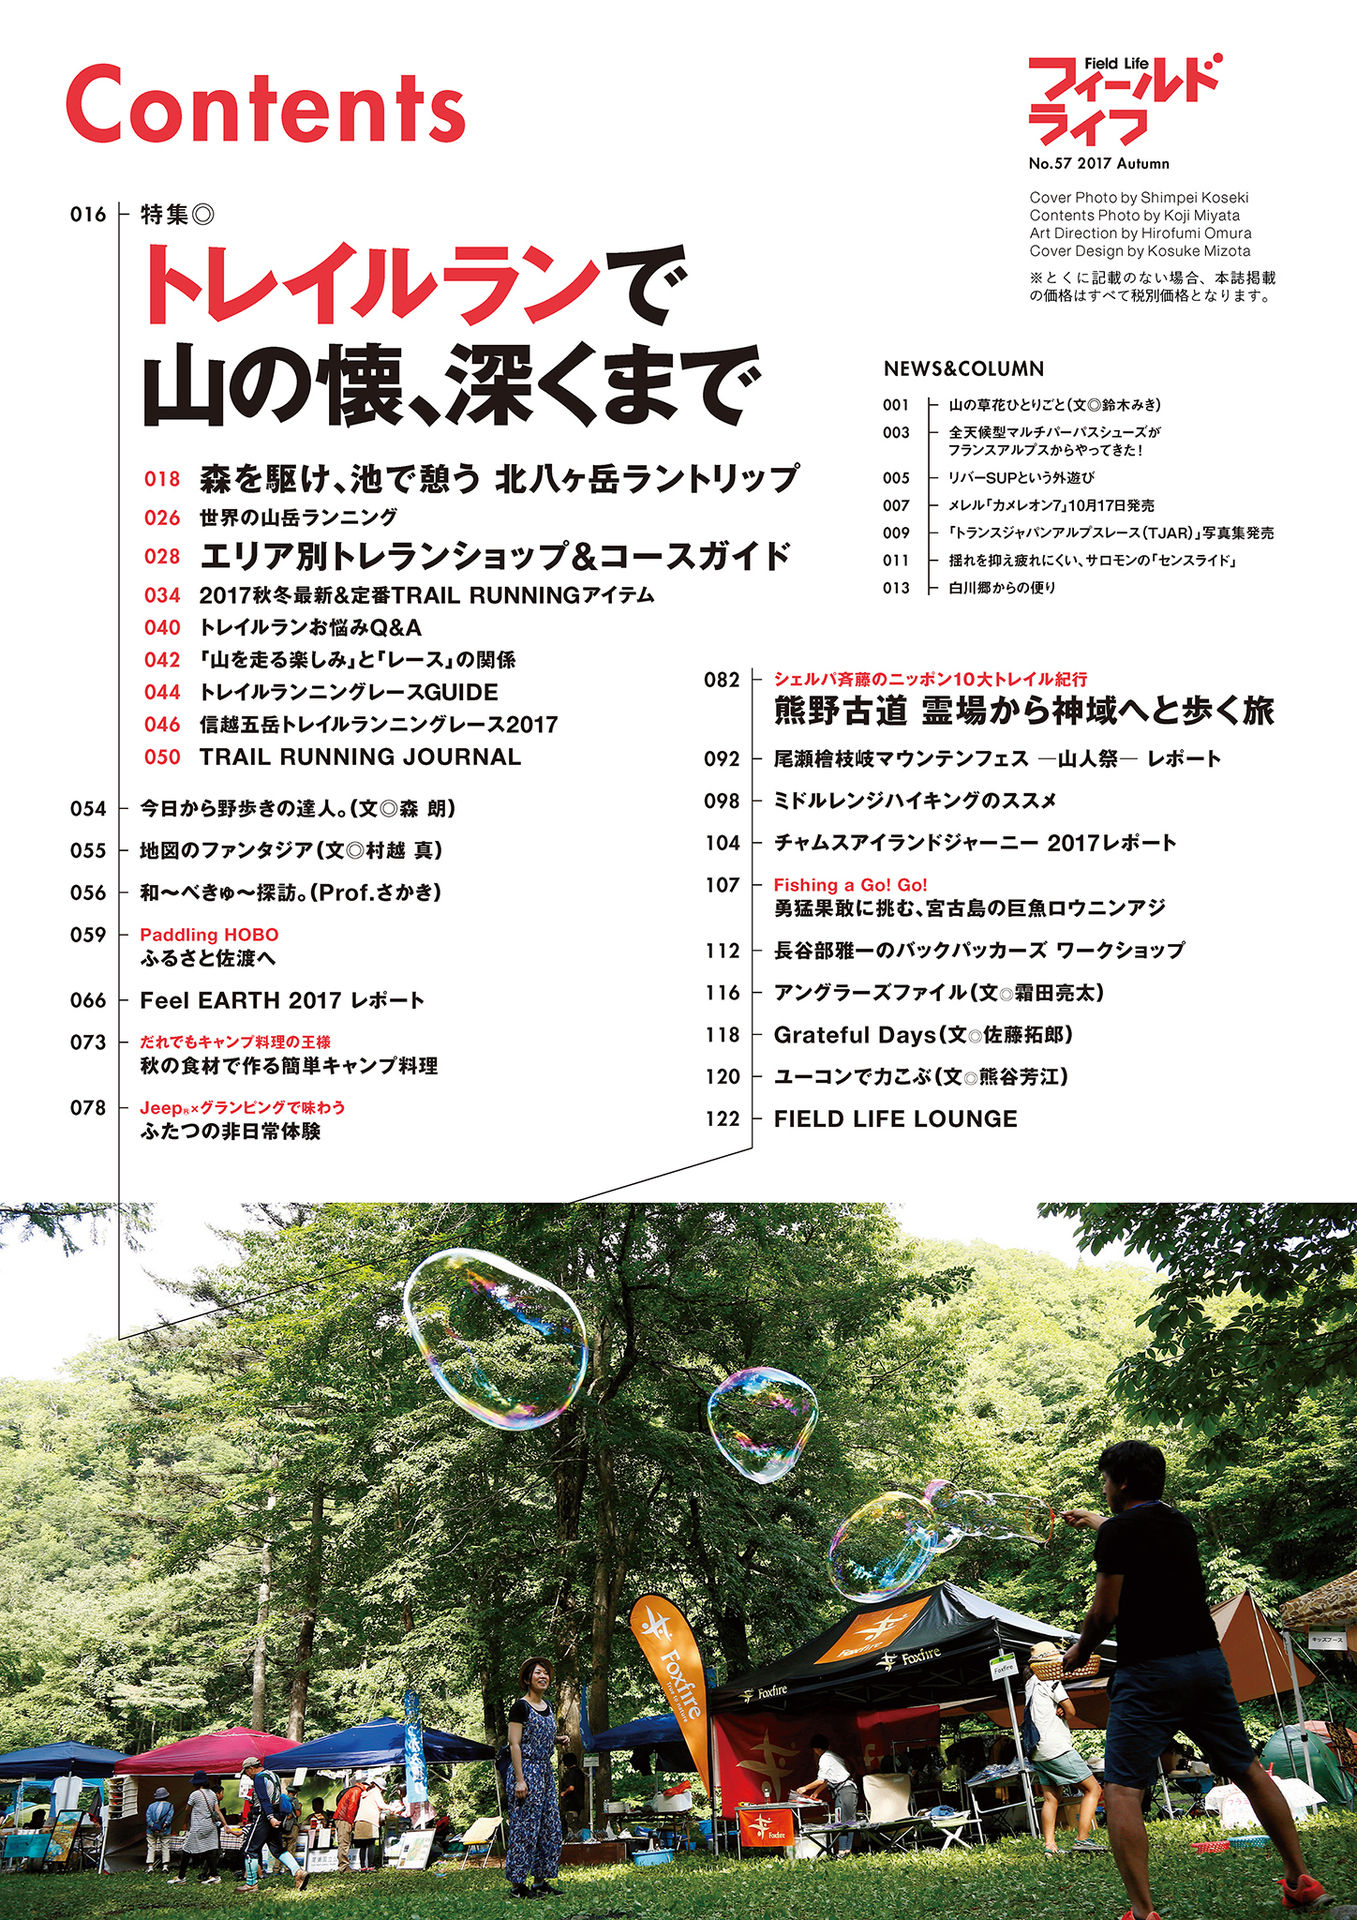 Contents
Field Life
フィールド
ライフ
No.57 2017 Autumn
Cover Photo by Shimpei Koseki
Contents Photo by Koji Miyata
Art Direction by Hirofumi Omura
Cover Design by Kosuke Mizota
※とくに記載のない場合、本誌掲載
の価格はすべて税別価格となります。
016 特集◎
トレイルランで
山の懐、深くまで
018 森を駆け、池で憩う 北八ヶ岳ラントリップ
026 世界の山岳ランニング
028 エリア別トレランショップ&コースガイド
034 2017秋冬最新&定番TRAIL RUNNINGアイテム
040 トレイルランお悩みQ&A
042 「山を走る楽しみ」と「レース」の関係
044 トレイルランニングレースGUIDE
046 信越五岳トレイルランニングレース2017
050 TRAIL RUNNING JOURNAL
054 今日から野歩きの達人。(文◎森 朗)
055 地図のファンタジア(文◎村越 真)
056 和〜べきゅ〜探訪。(Prof.さかき)
059 Paddling HOBO
ふるさと佐渡へ
066 Feel EARTH 2017 レポート
073 だれでもキャンプ料理の王様
秋の食材で作る簡単キャンプ料理
078 Jeep®×グランピングで味わう
ふたつの非日常体験
NEWS&COLUMN
001 山の草花ひとりごと(文◎鈴木みき)
003 全天候型マルチパーパスシューズが
フランスアルプスからやってきた!
005 リバーSUPという外遊び
007 メレル「カメレオン7」10月17日発売
009 「トランスジャパンアルプスレース(TJAR)」写真集発売
011 揺れを抑え疲れにくい、サロモンの「センスライド」
013 白川郷からの便り
082 シェルパ斉藤のニッポン10大トレイル紀行
熊野古道 霊場から神域へと歩く旅
092 尾瀬檜枝岐マウンテンフェス ―山人祭― レポート
098 ミドルレンジハイキングのススメ
104 チャムスアイランドジャーニー 2017レポート
107 Fishing a Go! Go!
勇猛果敢に挑む、宮古島の巨魚ロウニンアジ
112 長谷部雅一のバックパッカーズ ワークショップ
116 アングラーズファイル(文◎霜田亮太)
118 Grateful Days(文◎佐藤拓郎)
120 ユーコンで力こぶ(文◎熊谷芳江)
122 FIELD LIFE LOUNGE
Foxfire
True to nature
Foxfire
Foxfire
Foxfire
Foxfire
Foxfire
キッズブース